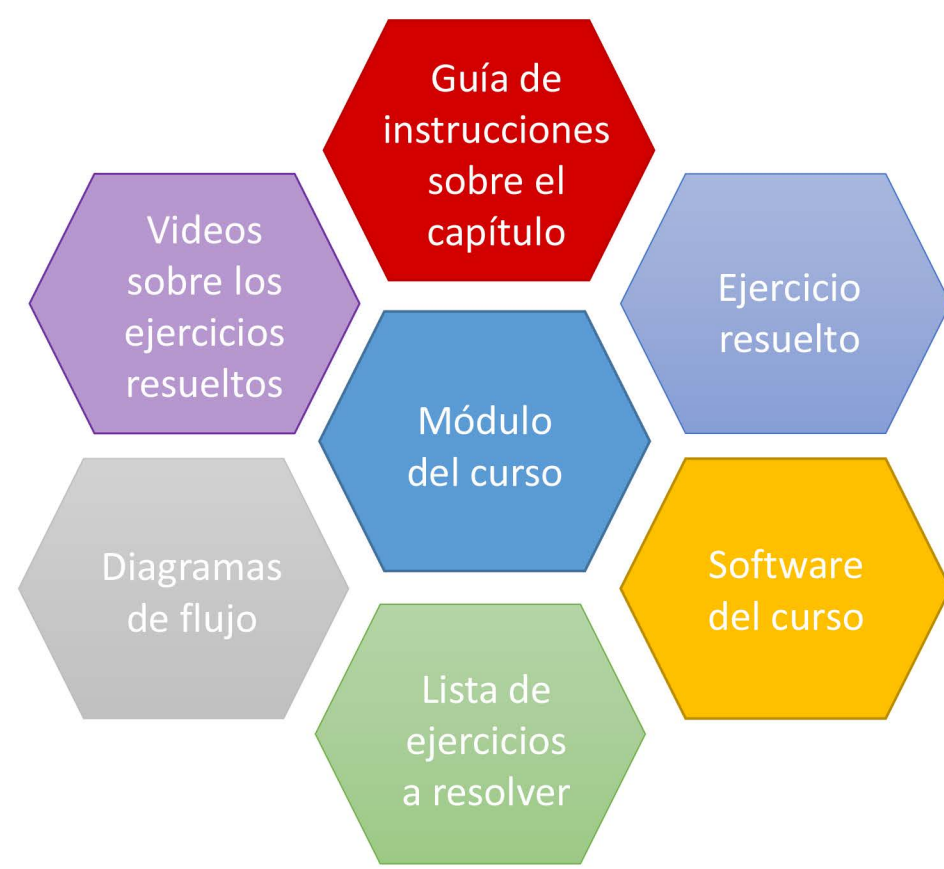 Guía de
instrucciones
sobre el
capítulo
Videos
sobre los
ejercicios
resueltos
Ejercicio
resuelto
Módulo
del curso
Diagramas
de flujo
Software
del curso
Lista de
ejercicios
a resolver